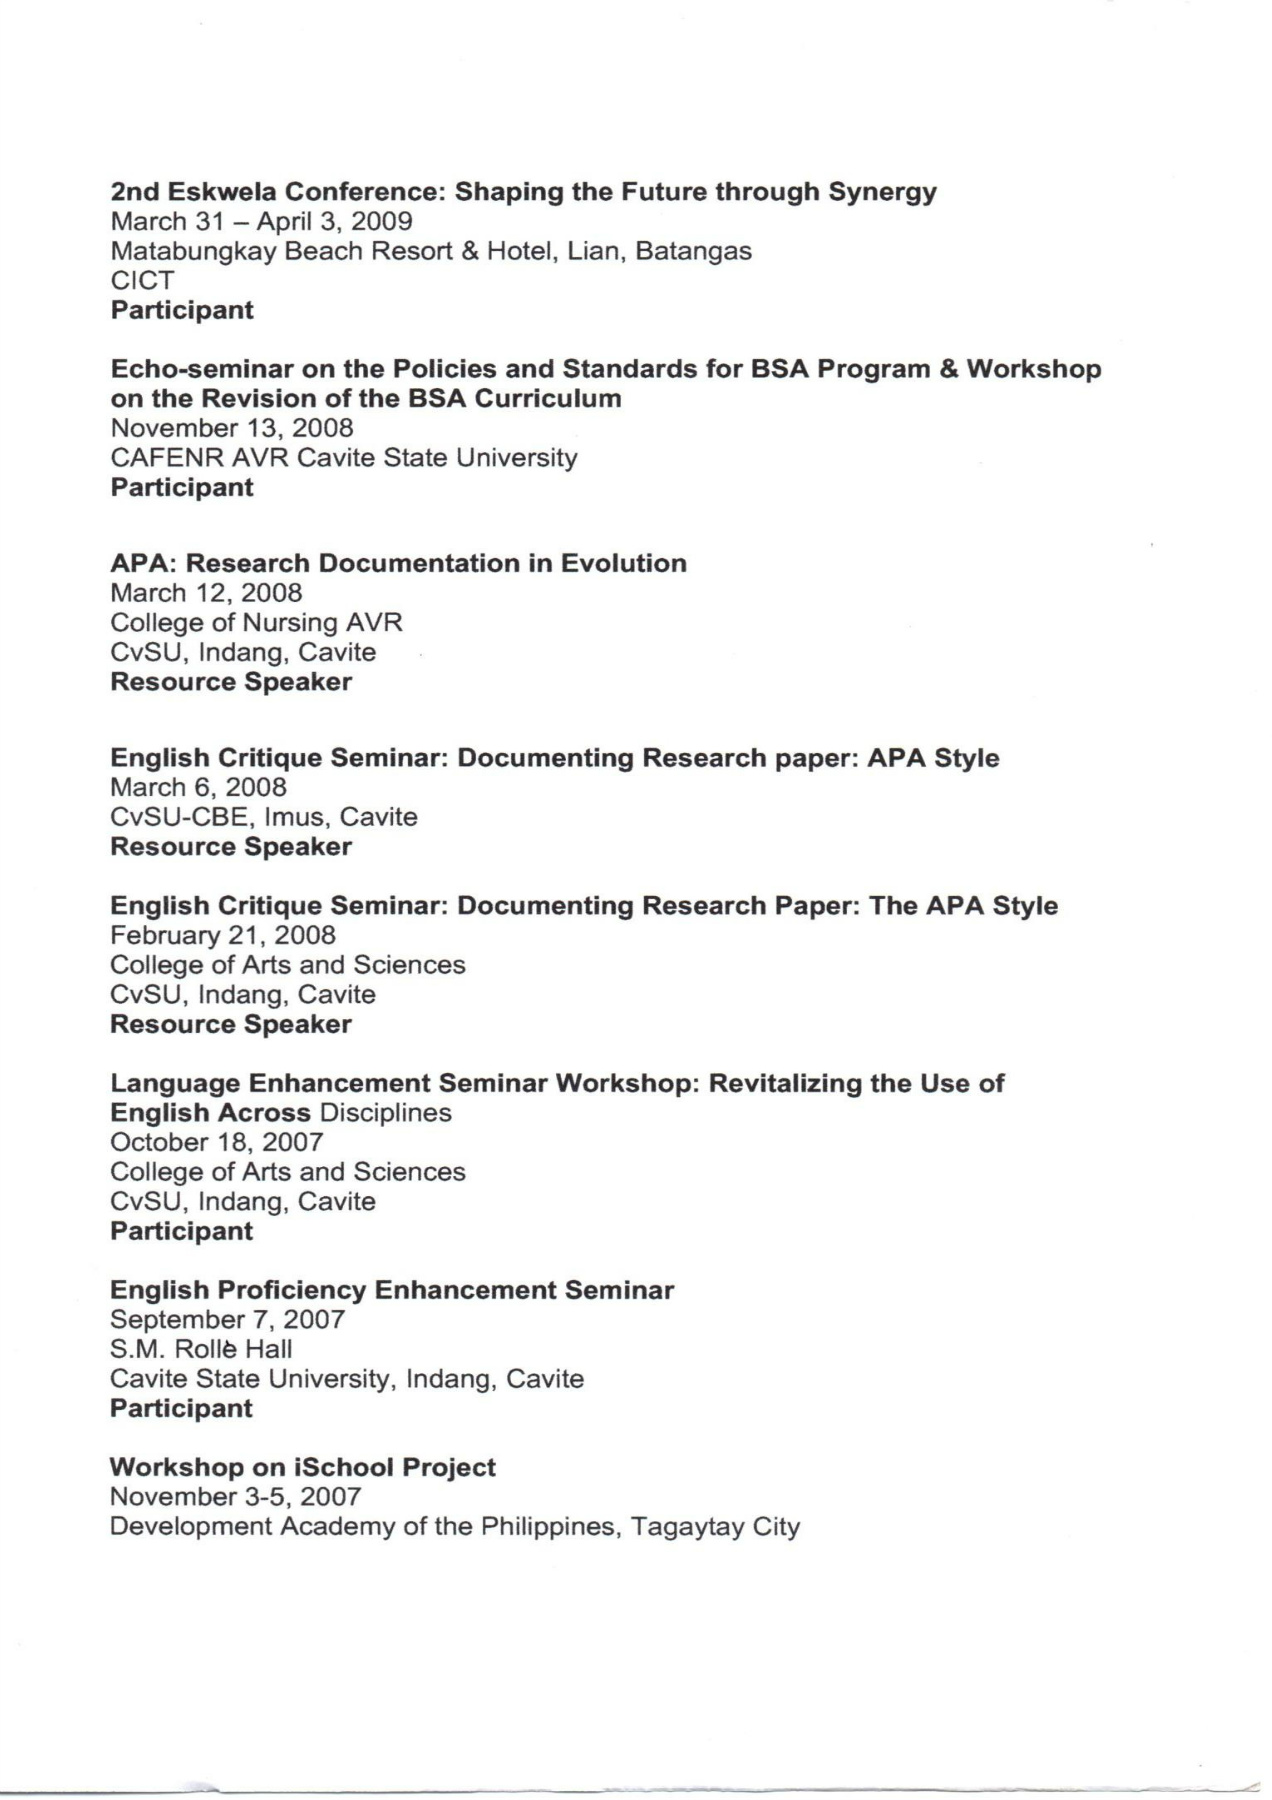 2nd Eskwela Conference: Shaping the Future through Synergy
March 31 – April 3, 2009
Matabungkay Beach Resort & Hotel, Lian, Batangas
CICT
Participant
Echo-seminar on the Policies and Standards for BSA Program & Workshop
on the Revision of the BSA Curriculum
November 13, 2008
CAFENR AVR Cavite State University
Participant
APA: Research Documentation in Evolution
March 12, 2008
College of Nursing AVR
CvSU, Indang, Cavite
Resource Speaker
English Critique Seminar: Documenting Research paper: APA Style
March 6, 2008
CvSU-CBE, Imus, Cavite
Resource Speaker
English Critique Seminar: Documenting Research Paper: The APA Style
February 21, 2008
College of Arts and Sciences
CvSU, Indang, Cavite
Resource Speaker
Language Enhancement Seminar Workshop: Revitalizing the Use of
English Across Disciplines
October 18, 2007
College of Arts and Sciences
CvSU, Indang, Cavite
Participant
English Proficiency Enhancement Seminar
September 7, 2007
S.M. Rollè Hall
Cavite State University, Indang, Cavite
Participant
Workshop on iSchool Project
November 3-5, 2007
Development Academy of the Philippines, Tagaytay City